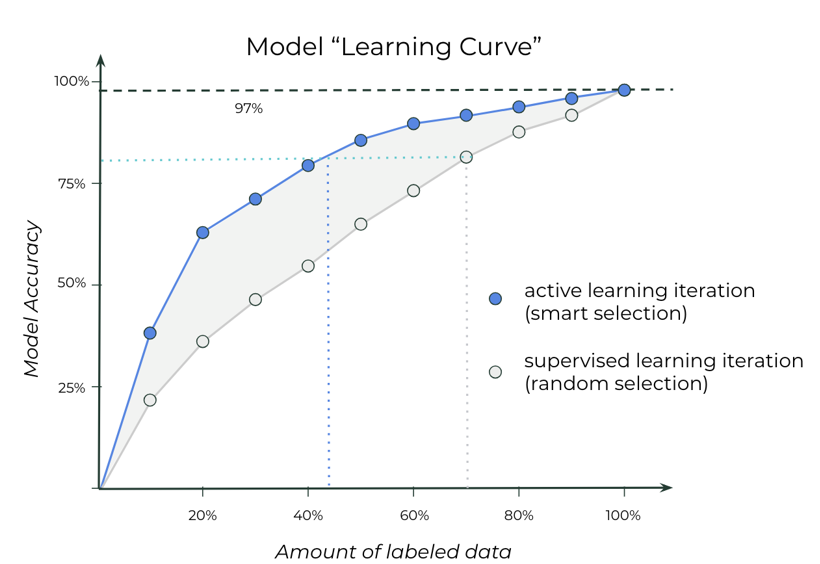 Model “Learning Curve”
100%
97%
75%
Model Accuracy
50%
active learning iteration
(smart selection)
supervised learning iteration
(random selection)
25%
20%
40%
60%
80%
100%
Amount of labeled data